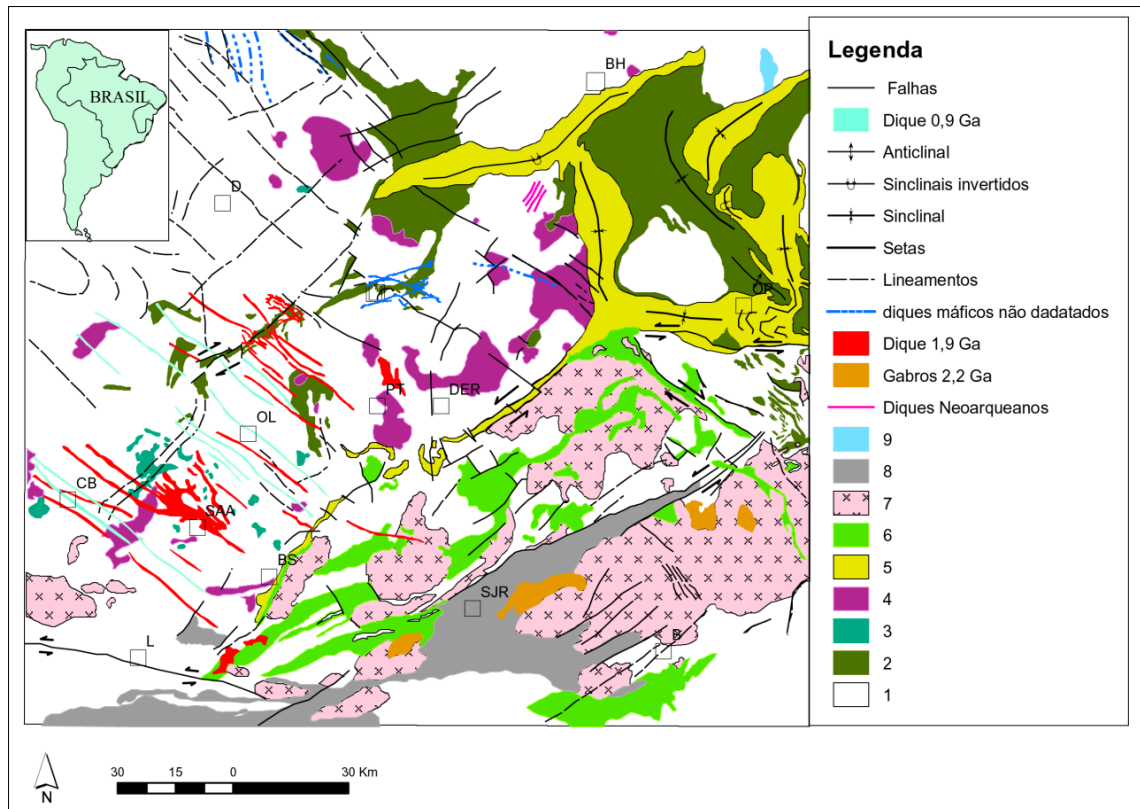 BRASIL
BH
D
OP
PT
DER
OL
CB
SAA
BS
SJR
L
B
30 15 0 30 Km
N
Legenda
Falhas
Dique 0,9 Ga
Anticlinal
Sinclinais invertidos
Sinclinal
Setas
Lineamentos
diques máficos não dadatados
Dique 1,9 Ga
Gabros 2,2 Ga
Diques Neoarqueanos
9
8
7
6
5
4
3
2
1